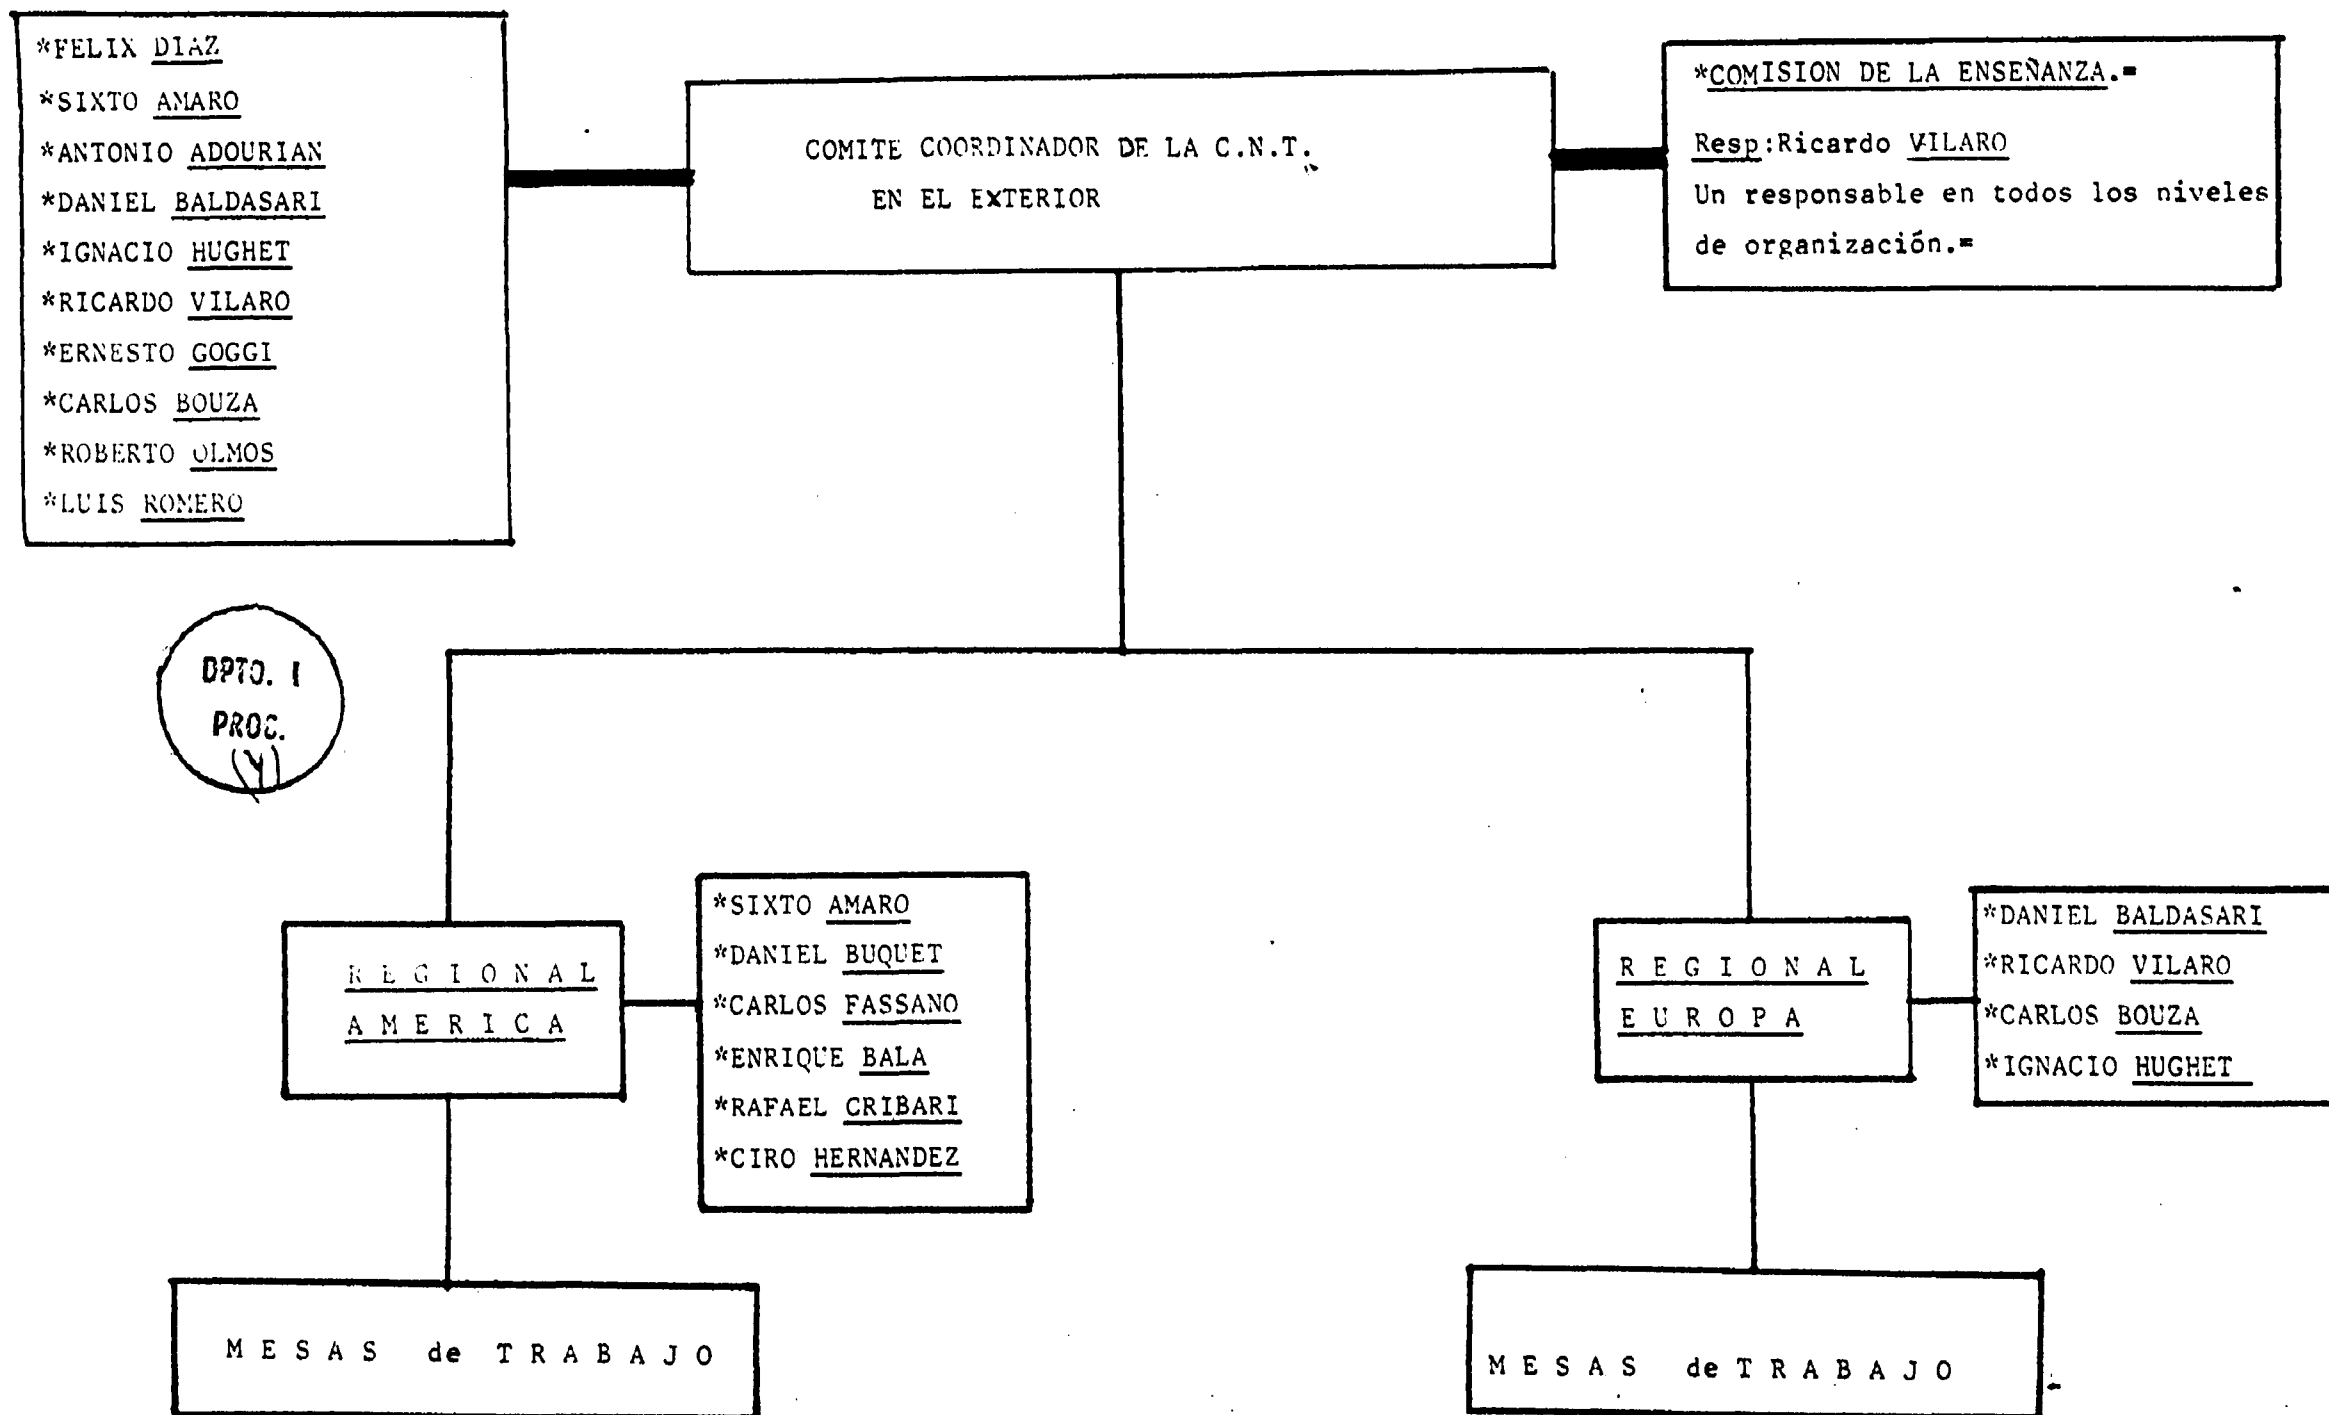 *FELIX DIAZ
*SIXTO AMARO
*ANTONIO ADOURIAN
*DANIEL BALDASARI
*IGNACIO HUGHET
*RICARDO VILARO
*ERNESTO GOGGI
*CARLOS BOUZA
*ROBERTO OLMOS
*LUIS ROMERO
COMITE COORDINADOR DE LA C.N.T.
EN EL EXTERIOR
*COMISION DE LA ENSEÑANZA.=
Resp:Ricardo VILARO
Un responsable en todos los niveles
de organización.=
DPTO. I
PROC.
REGIONAL
AMERICA
*SIXTO AMARO
*DANIEL BUQUET
*CARLOS FASSANO
*ENRIQUE BALA
*RAFAEL CRIBARI
*CIRO HERNANDEZ
REGIONAL
EUROPA
*DANIEL BALDASARI
*RICARDO VILARO
*CARLOS BOUZA
*IGNACIO HUGHET
MESAS de TRABAJO
MESAS de TRABAJO